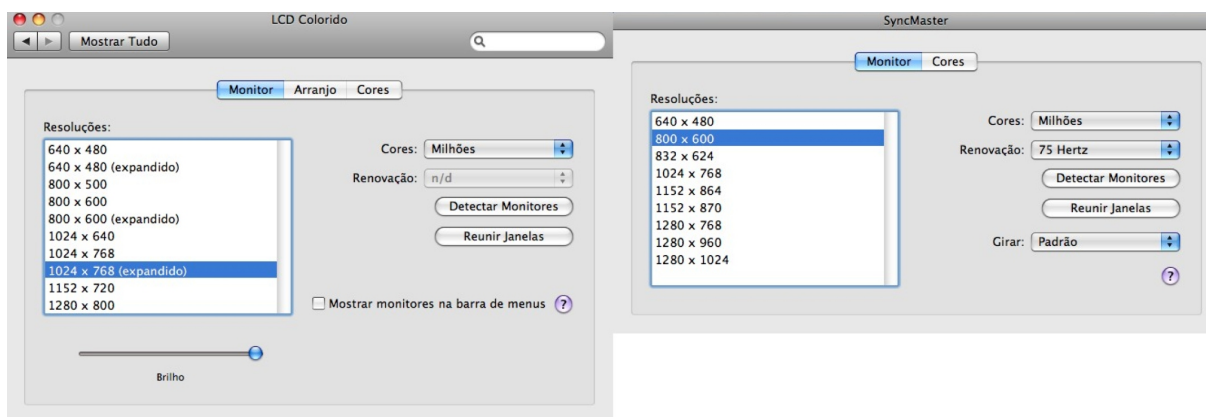 LCD Colorido
Mostrar Tudo
Monitor Arranjo Cores
Resoluções:
640 x 480
640 x 480 (expandido)
800 x 500
800 x 600
800 x 600 (expandido)
1024 x 640
1024 x 768
1024 x 768 (expandido)
1152 x 720
1280 x 800
Cores: Milhões
Renovação: n/d
Detectar Monitores
Reunir Janelas
Mostrar monitores na barra de menus ?
Brilho
SyncMaster
Monitor Cores
Resoluções:
640 x 480
800 x 600
832 x 624
1024 x 768
1152 x 864
1152 x 870
1280 x 768
1280 x 960
1280 x 1024
Cores: Milhões
Renovação: 75 Hertz
Detectar Monitores
Reunir Janelas
Girar: Padrão
?